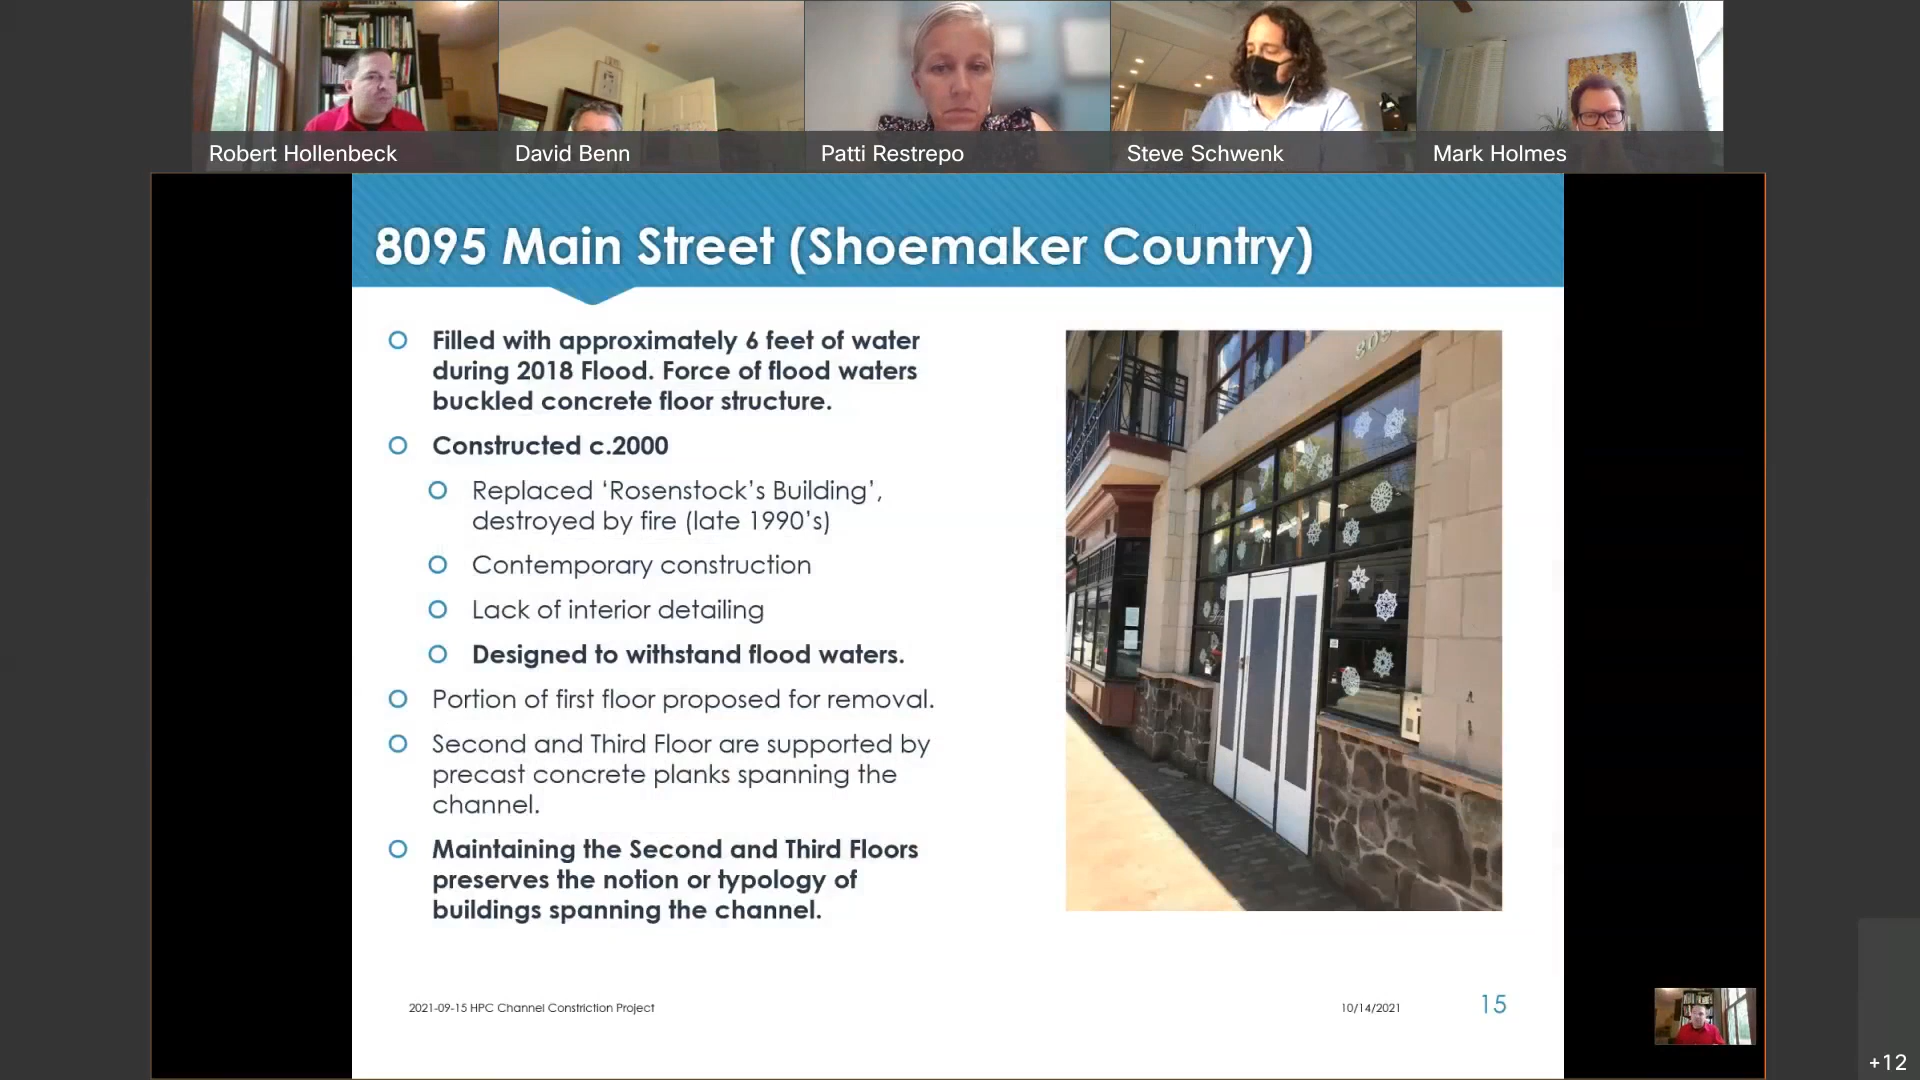 Robert Hollenbeck
David Benn
Patti Restrepo
Steve Schwenk
Mark Holmes
8095 Main Street (Shoemaker Country)
Filled with approximately 6 feet of water
during 2018 Flood. Force of flood waters
buckled concrete floor structure.
Constructed c.2000
Replaced ‘Rosenstock’s Building’,
destroyed by fire (late 1990’s)
Contemporary construction
Lack of interior detailing
Designed to withstand flood waters.
Portion of first floor proposed for removal.
Second and Third Floor are supported by
precast concrete planks spanning the
channel.
Maintaining the Second and Third Floors
preserves the notion or typology of
buildings spanning the channel.
2021-09-15 HPC Channel Constriction Project
10/14/2021
15
+12